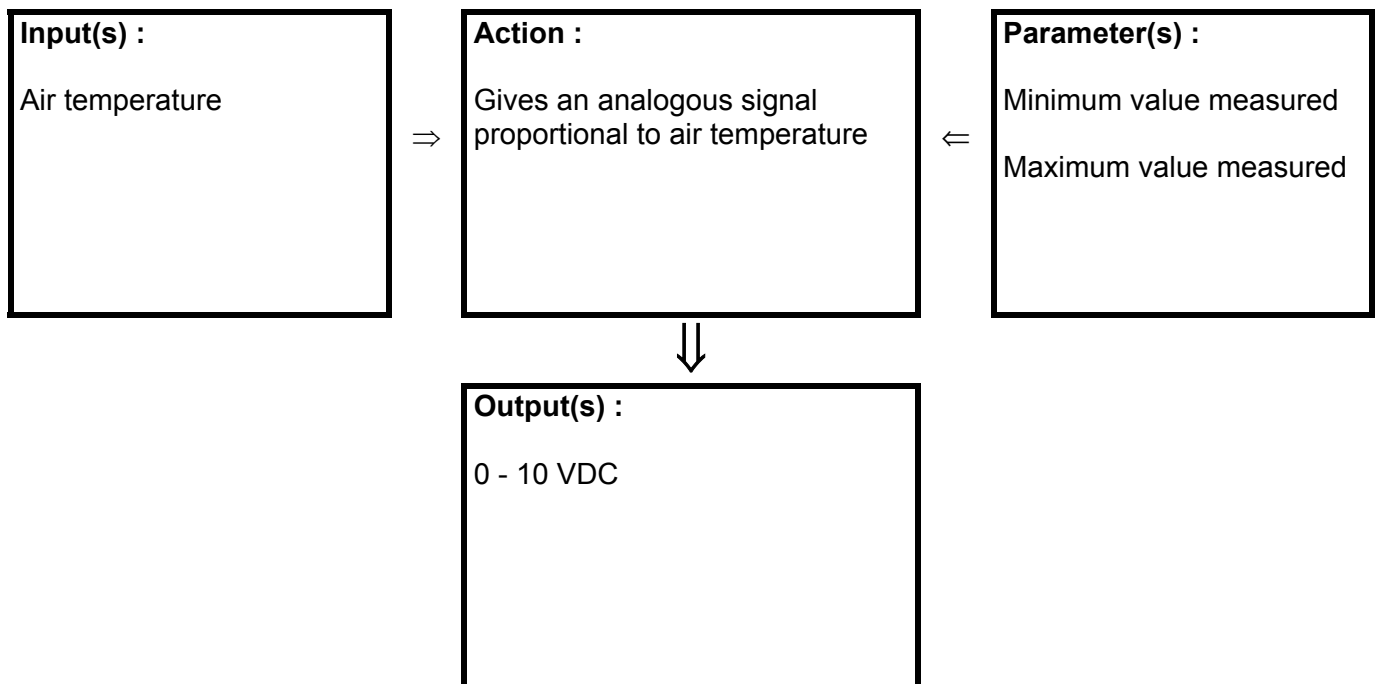 Input(s) :
Air temperature
⇒
Action :
Gives an analogous signal
proportional to air temperature
⇐
Parameter(s) :
Minimum value measured
Maximum value measured
⇓
Output(s) :
0 - 10 VDC